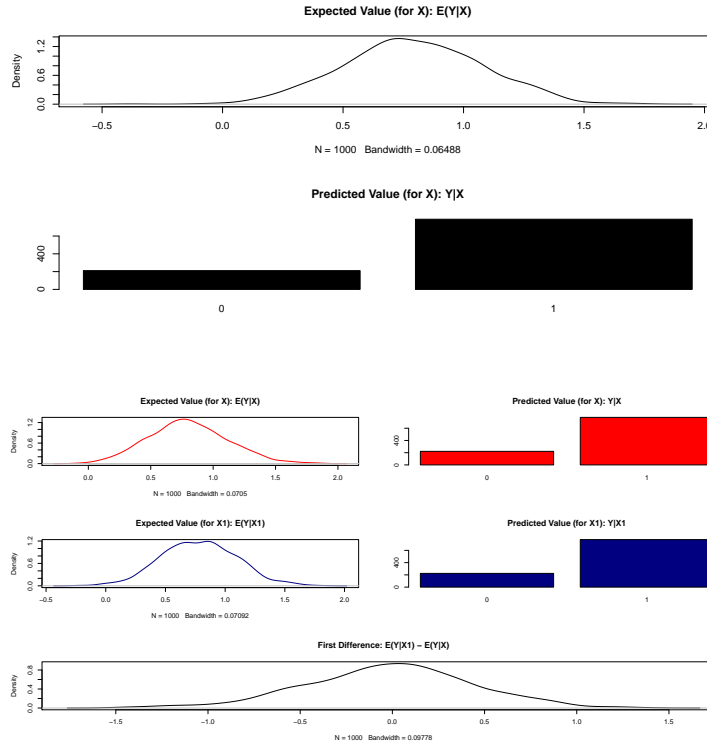 Expected Value (for X): E(Y|X)
Density
0.0 0.6 1.2
−0.5 0.0 0.5 1.0 1.5 2.0
N = 1000 Bandwidth = 0.06488
Predicted Value (for X): Y|X
0 400
0 1
Expected Value (for X): E(Y|X)
Density
0.0 0.6 1.2
0.0 0.5 1.0 1.5 2.0
N = 1000 Bandwidth = 0.0705
Predicted Value (for X): Y|X
0 400
0 1
Expected Value (for X1): E(Y|X1)
Density
0.0 0.6 1.2
−0.5 0.0 0.5 1.0 1.5 2.0
N = 1000 Bandwidth = 0.07092
Predicted Value (for X1): Y|X1
0 400
0 1
First Difference: E(Y|X1) − E(Y|X)
Density
0.0 0.4 0.8
−1.5 −1.0 −0.5 0.0 0.5 1.0 1.5
N = 1000 Bandwidth = 0.09778